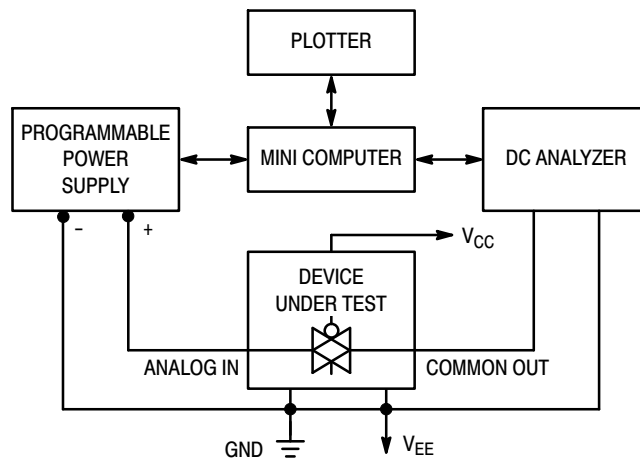 PLOTTER
PROGRAMMABLE
POWER
SUPPLY
MINI COMPUTER
DC ANALYZER
–
+
VCC
DEVICE
UNDER TEST
ANALOG IN
COMMON OUT
GND
VEE